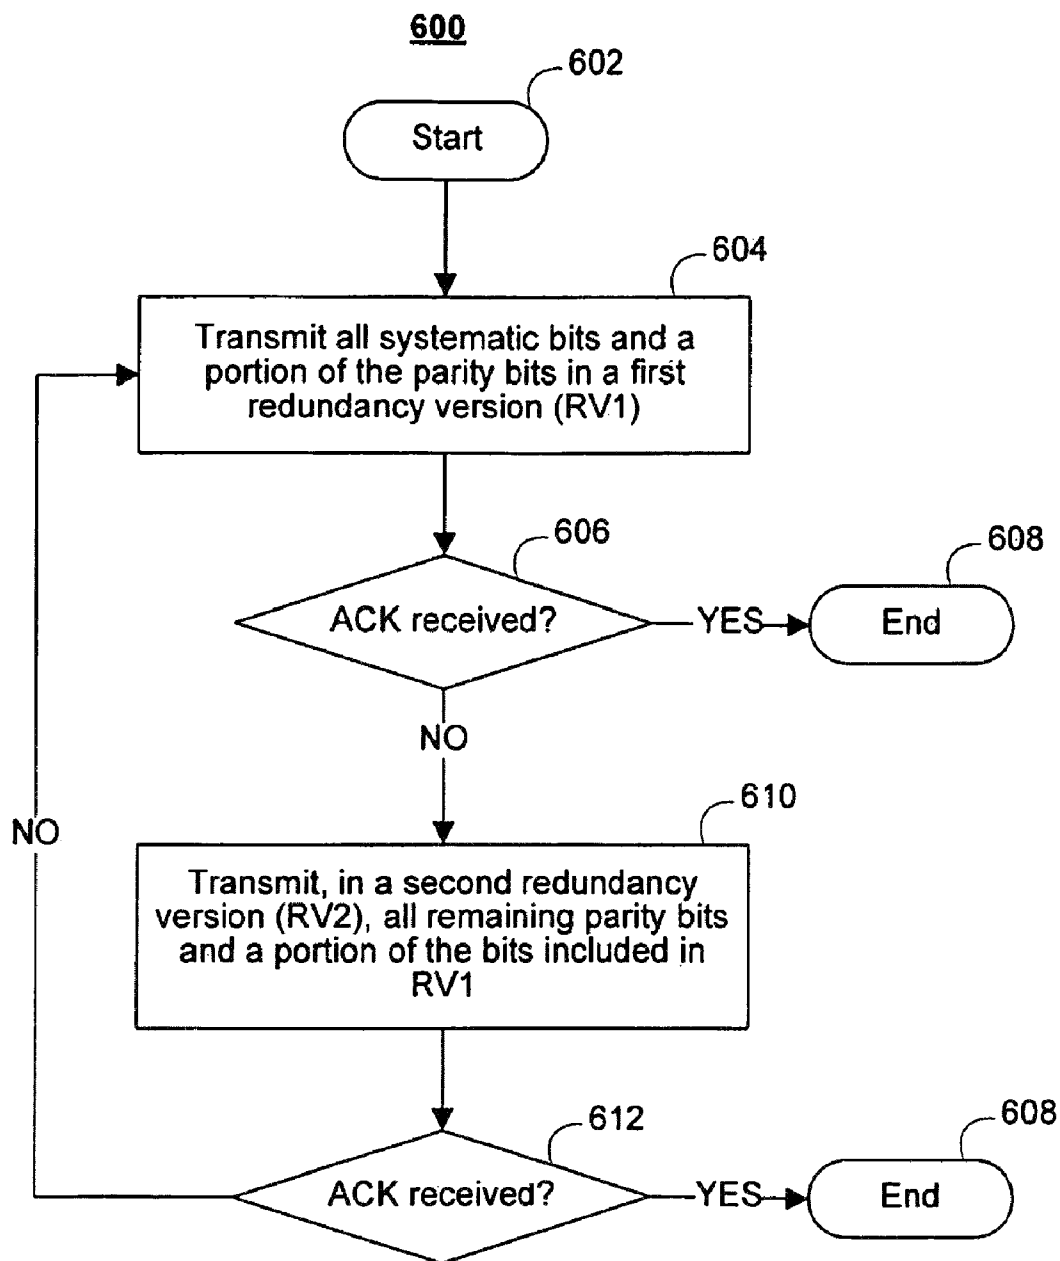 600
602
Start
604
Transmit all systematic bits and a
portion of the parity bits in a first
redundancy version (RV1)
606
608
ACK received?
YES
End
NO
610
NO
Transmit, in a second redundancy
version (RV2), all remaining parity bits
and a portion of the bits included in
RV1
612
608
ACK received?
YES
End